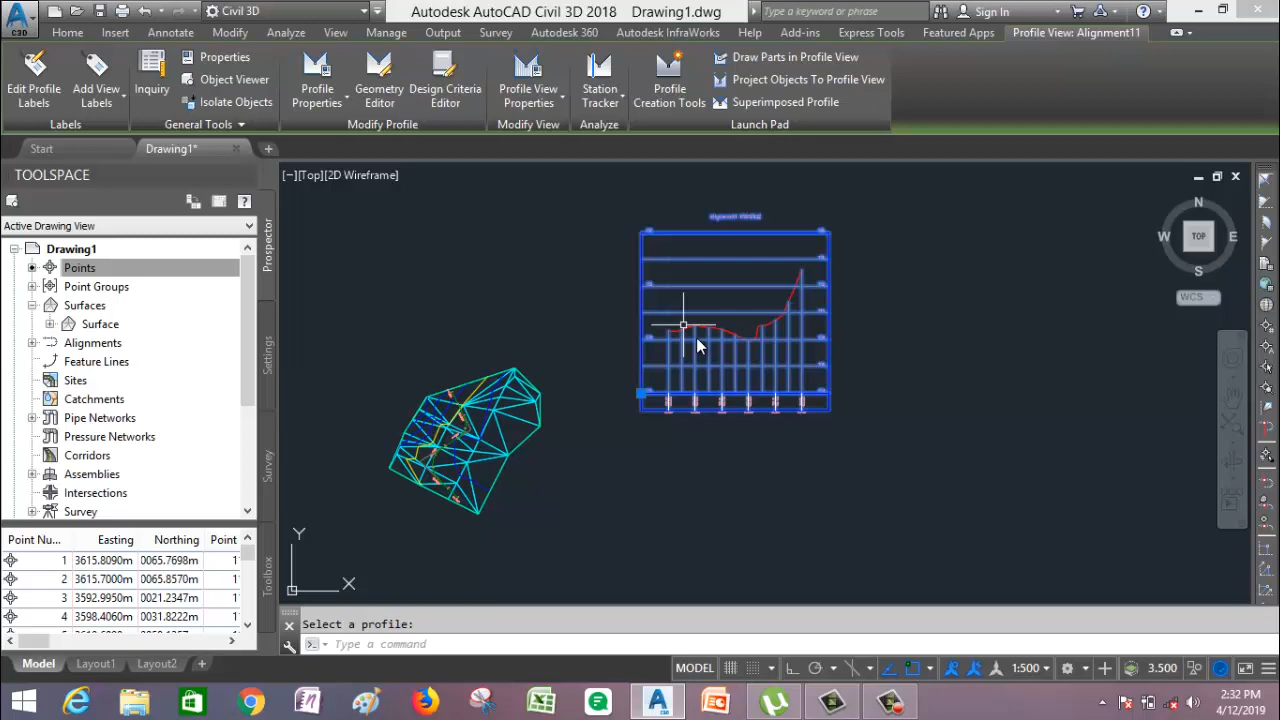 A
C3D
Civil 3D
Autodesk AutoCAD Civil 3D 2018 Drawing1.dwg
Type a keyword or phrase
Sign In
Home Insert Annotate Modify Analyze View Manage Output Survey Autodesk 360 Autodesk InfraWorks Help Add-ins Express Tools Featured Apps Profile View: Alignment11
Edit Profile Labels
Add View Labels
Labels
Inquiry
Properties
Object Viewer
Isolate Objects
General Tools
Profile Properties
Geometry Editor
Design Criteria Editor
Modify Profile
Profile View Properties
Modify View
Station Tracker
Analyze
Profile Creation Tools
Draw Parts in Profile View
Project Objects To Profile View
Superimposed Profile
Launch Pad
Start Drawing1*
TOOLSPACE
Active Drawing View
Drawing1
Points
Point Groups
Surfaces
Surface
Alignments
Feature Lines
Sites
Catchments
Pipe Networks
Pressure Networks
Corridors
Assemblies
Intersections
Survey
Prospector
Settings
Survey
Toolbox
Point Nu... Easting Northing Point
1 3615.8090m 0065.7698m 1
2 3615.7000m 0065.8570m 1
3 3592.9950m 0021.2347m 1
4 3598.4060m 0031.8222m 1
[−][Top][2D Wireframe]
N
W TOP E
S
WCS
Y
X
Select a profile:
Type a command
Model Layout1 Layout2
MODEL 1:500 3.500
2:32 PM
4/12/2019